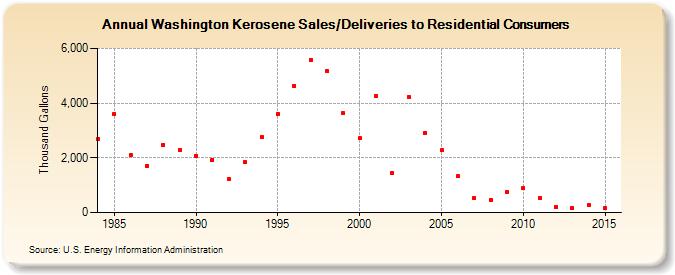 Annual Washington Kerosene Sales/Deliveries to Residential Consumers
Thousand Gallons
6,000
4,000
2,000
0
1985 1990 1995 2000 2005 2010 2015
Source: U.S. Energy Information Administration